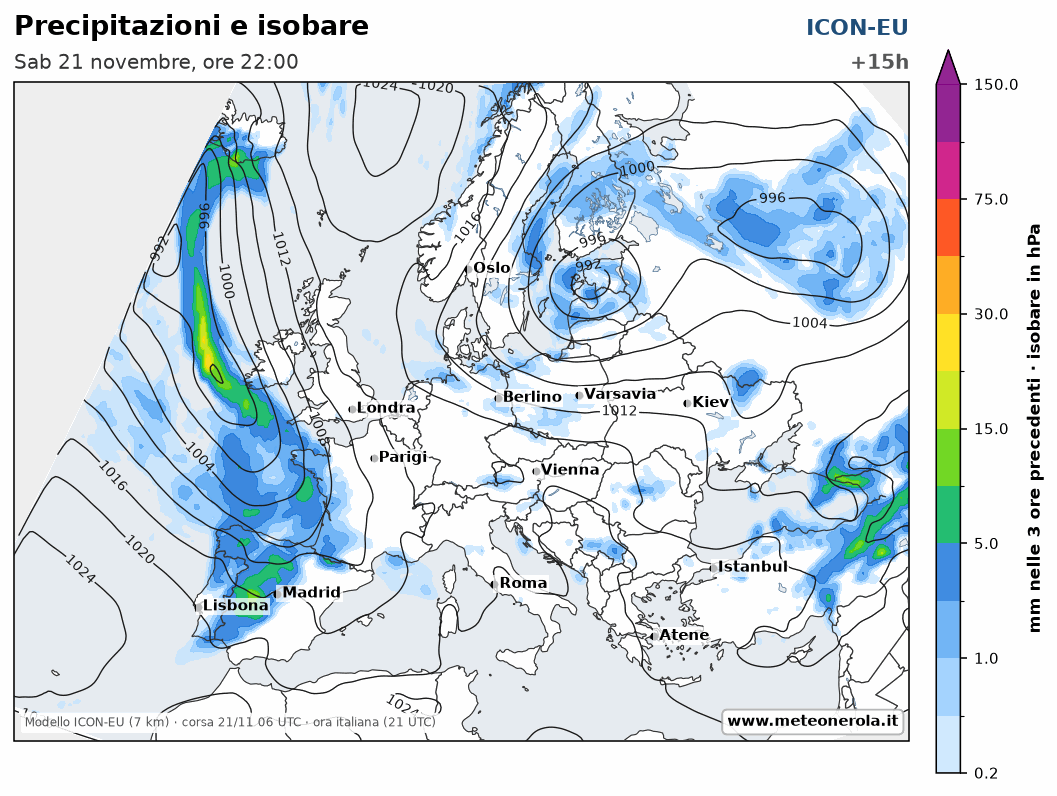 Precipitazioni e isobare
ICON-EU
Sab 21 novembre, ore 22:00
+15h
1024
1020
150.0
1000
996
996
1016
992
1012
996
75.0
Oslo
992
1000
30.0
1004
Berlino
Varsavia
Kiev
Londra
1012
1008
15.0
Parigi
1004
Vienna
1016
5.0
1020
1024
Istanbul
Roma
Madrid
Lisbona
Atene
1.0
1024
Modello ICON-EU (7 km) · corsa 21/11 06 UTC · ora italiana (21 UTC)
www.meteonerola.it
0.2
mm nelle 3 ore precedenti · isobare in hPa